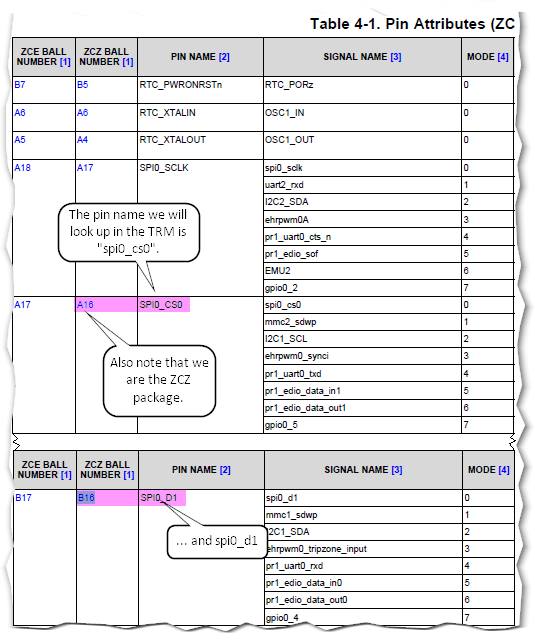 Table 4-1. Pin Attributes (ZC
ZCE BALL NUMBER [1] ZCZ BALL NUMBER [1] PIN NAME [2] SIGNAL NAME [3] MODE [4]
B7 B5 RTC_PWRONRSTn RTC_PORz 0
A6 A6 RTC_XTALIN OSC1_IN 0
A5 A4 RTC_XTALOUT OSC1_OUT 0
A18 A17 SPI0_SCLK spi0_sclk 0
uart2_rxd 1
I2C2_SDA 2
ehrpwm0A 3
pr1_uart0_cts_n 4
pr1_edio_sof 5
EMU2 6
gpio0_2 7
The pin name we will
look up in the TRM is
"spi0_cs0".
A17 A16 SPI0_CS0 spi0_cs0 0
mmc2_sdwp 1
I2C1_SCL 2
ehrpwm0_synci 3
pr1_uart0_txd 4
pr1_edio_data_in1 5
pr1_edio_data_out1 6
gpio0_5 7
Also note that we
are the ZCZ
package.
ZCE BALL NUMBER [1] ZCZ BALL NUMBER [1] PIN NAME [2] SIGNAL NAME [3] MODE [4]
B17 B16 SPI0_D1 spi0_d1 0
mmc1_sdwp 1
I2C1_SDA 2
ehrpwm0_tripzone_input 3
pr1_uart0_rxd 4
pr1_edio_data_in0 5
pr1_edio_data_out0 6
gpio0_4 7
... and spi0_d1